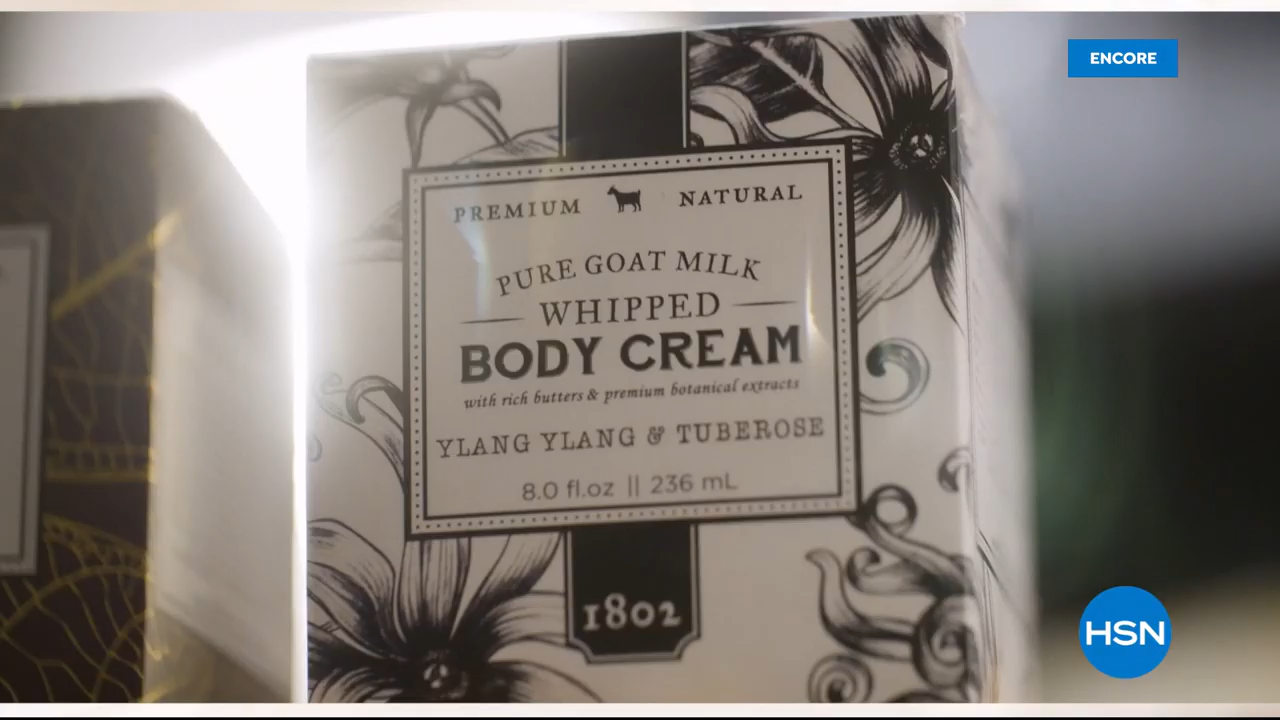 ENCORE
PREMIUM NATURAL
PURE GOAT MILK
WHIPPED
BODY CREAM
with rich butters & premium botanical extracts
YLANG YLANG & TUBEROSE
8.0 fl.oz || 236 mL
1802
HSN